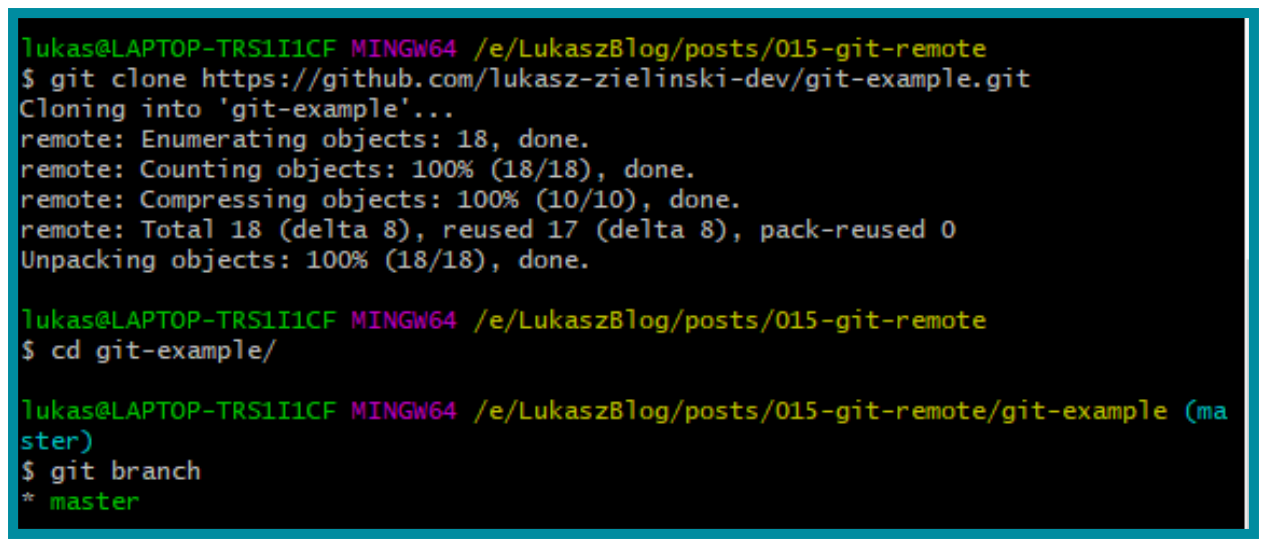 lukas@LAPTOP-TRS1I1CF MINGW64 /e/LukaszBlog/posts/015-git-remote
$ git clone https://github.com/lukasz-zielinski-dev/git-example.git
Cloning into 'git-example'...
remote: Enumerating objects: 18, done.
remote: Counting objects: 100% (18/18), done.
remote: Compressing objects: 100% (10/10), done.
remote: Total 18 (delta 8), reused 17 (delta 8), pack-reused 0
Unpacking objects: 100% (18/18), done.
lukas@LAPTOP-TRS1I1CF MINGW64 /e/LukaszBlog/posts/015-git-remote
$ cd git-example/
lukas@LAPTOP-TRS1I1CF MINGW64 /e/LukaszBlog/posts/015-git-remote/git-example (ma
ster)
$ git branch
* master